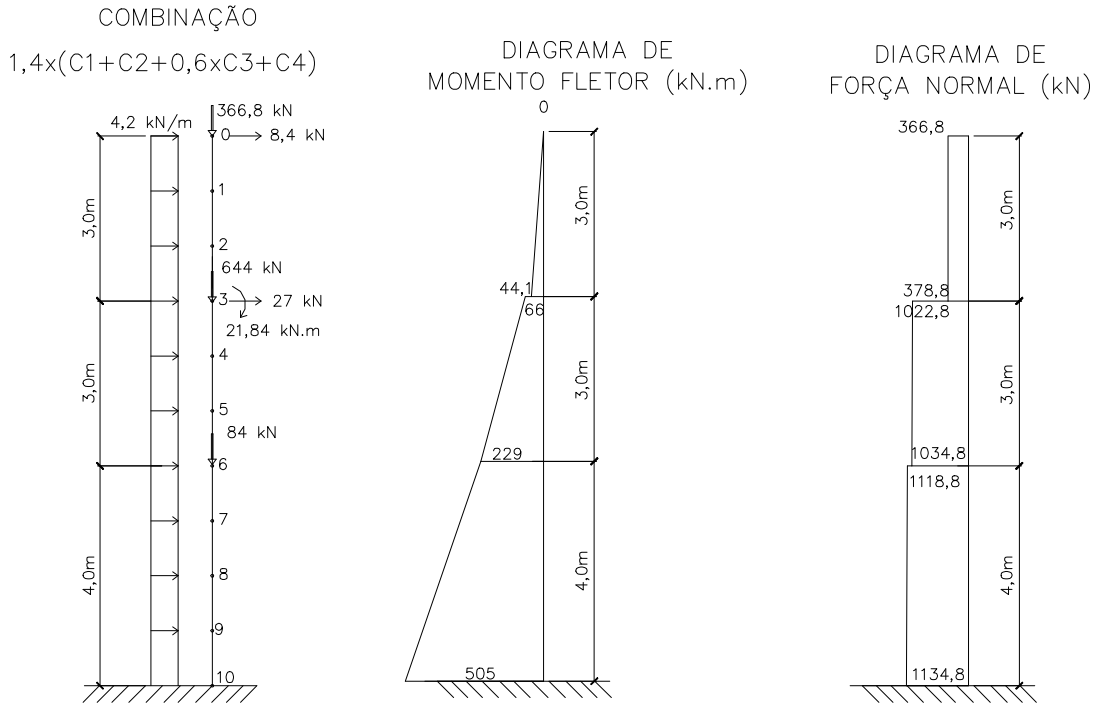 COMBINAÇÃO
1,4x(C1+C2+0,6xC3+C4)
366,8 kN
4,2 kN/m
0
8,4 kN
1
3,0m
2
644 kN
3
27 kN
21,84 kN.m
4
3,0m
5
84 kN
6
7
8
4,0m
9
10
DIAGRAMA DE
MOMENTO FLETOR (kN.m)
0
3,0m
44,1
66
3,0m
229
4,0m
505
DIAGRAMA DE
FORÇA NORMAL (kN)
366,8
3,0m
378,8
1022,8
3,0m
1034,8
1118,8
4,0m
1134,8